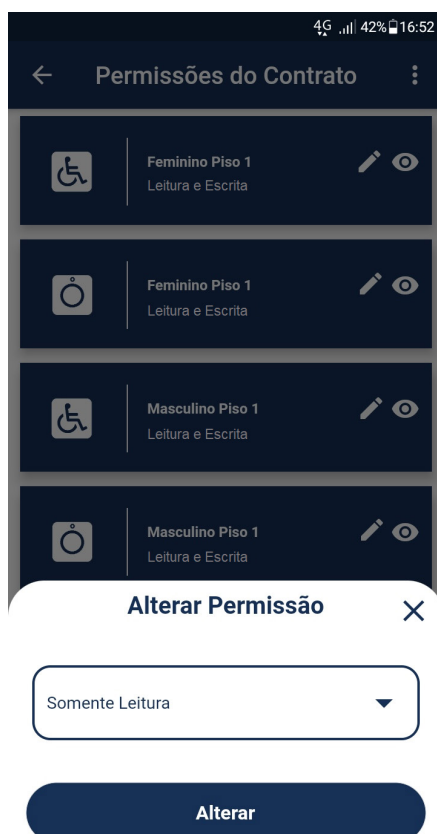 4G 42% 16:52
Permissões do Contrato
Feminino Piso 1
Leitura e Escrita
Feminino Piso 1
Leitura e Escrita
Masculino Piso 1
Leitura e Escrita
Masculino Piso 1
Leitura e Escrita
Alterar Permissão
Somente Leitura
Alterar